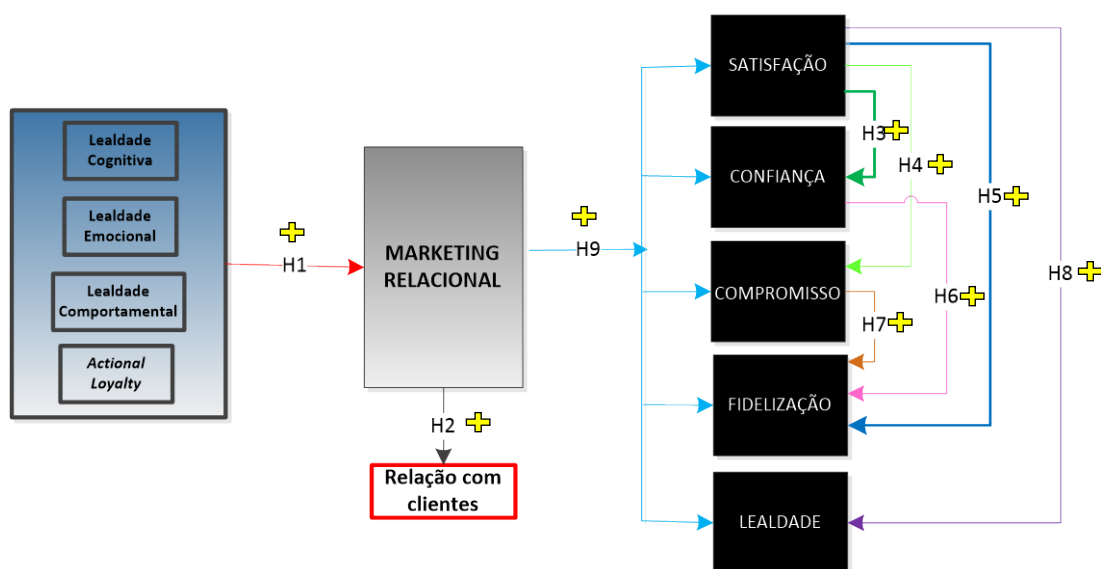 Lealdade
Cognitiva
Lealdade
Emocional
Lealdade
Comportamental
Actional
Loyalty
H1
MARKETING
RELACIONAL
H2
Relação com
clientes
H9
SATISFAÇÃO
CONFIANÇA
COMPROMISSO
FIDELIZAÇÃO
LEALDADE
H3
H4
H5
H6
H7
H8